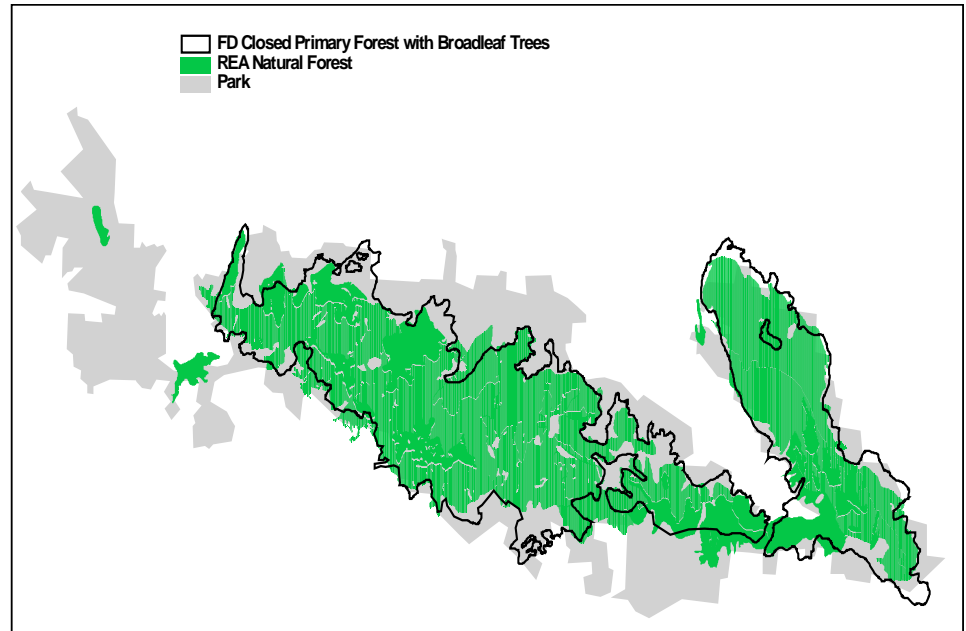 FD Closed Primary Forest with Broadleaf Trees
REA Natural Forest
Park